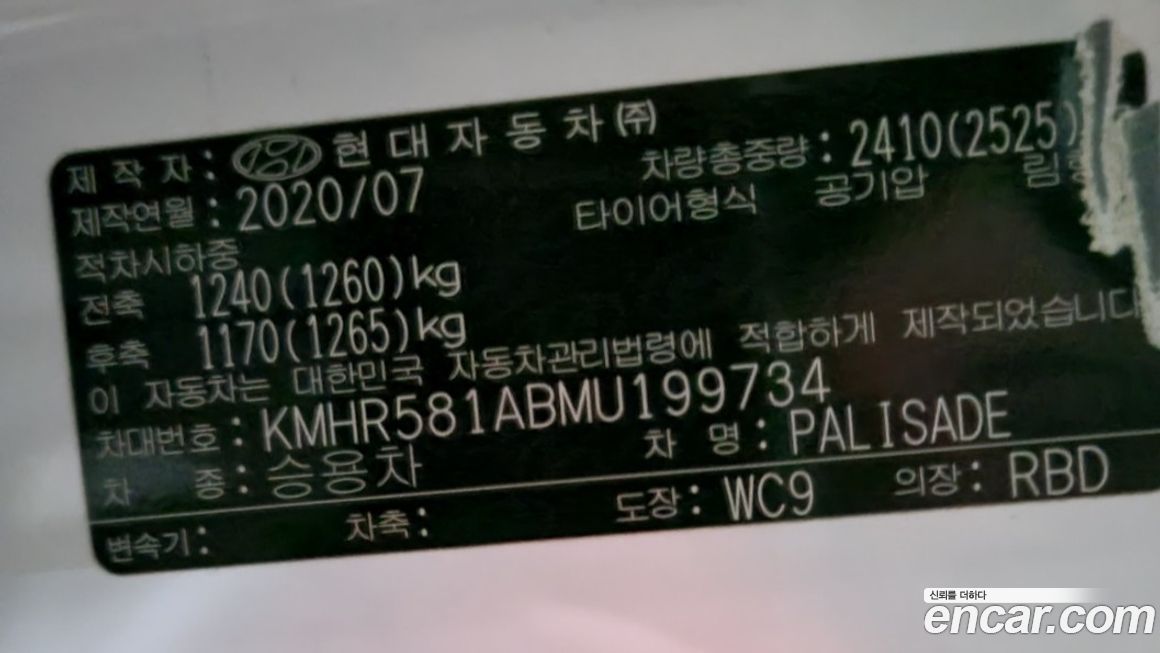 제 작 자 : 현 대 자 동 차 ㈜
제작연월 : 2020/07
차량총중량 : 2410(2525)
적차시하중
타이어형식 공기압 림
전축 1240(1260)kg
후축 1170(1265)kg
이 자동차는 대한민국 자동차관리법령에 적합하게 제작되었습니다
차대번호 : KMHR581ABMU199734
차 종 : 승용차
차 명 : PALISADE
변속기 : 차축 : 도장 : WC9 의장 : RBD
신뢰를 더하다
encar.com